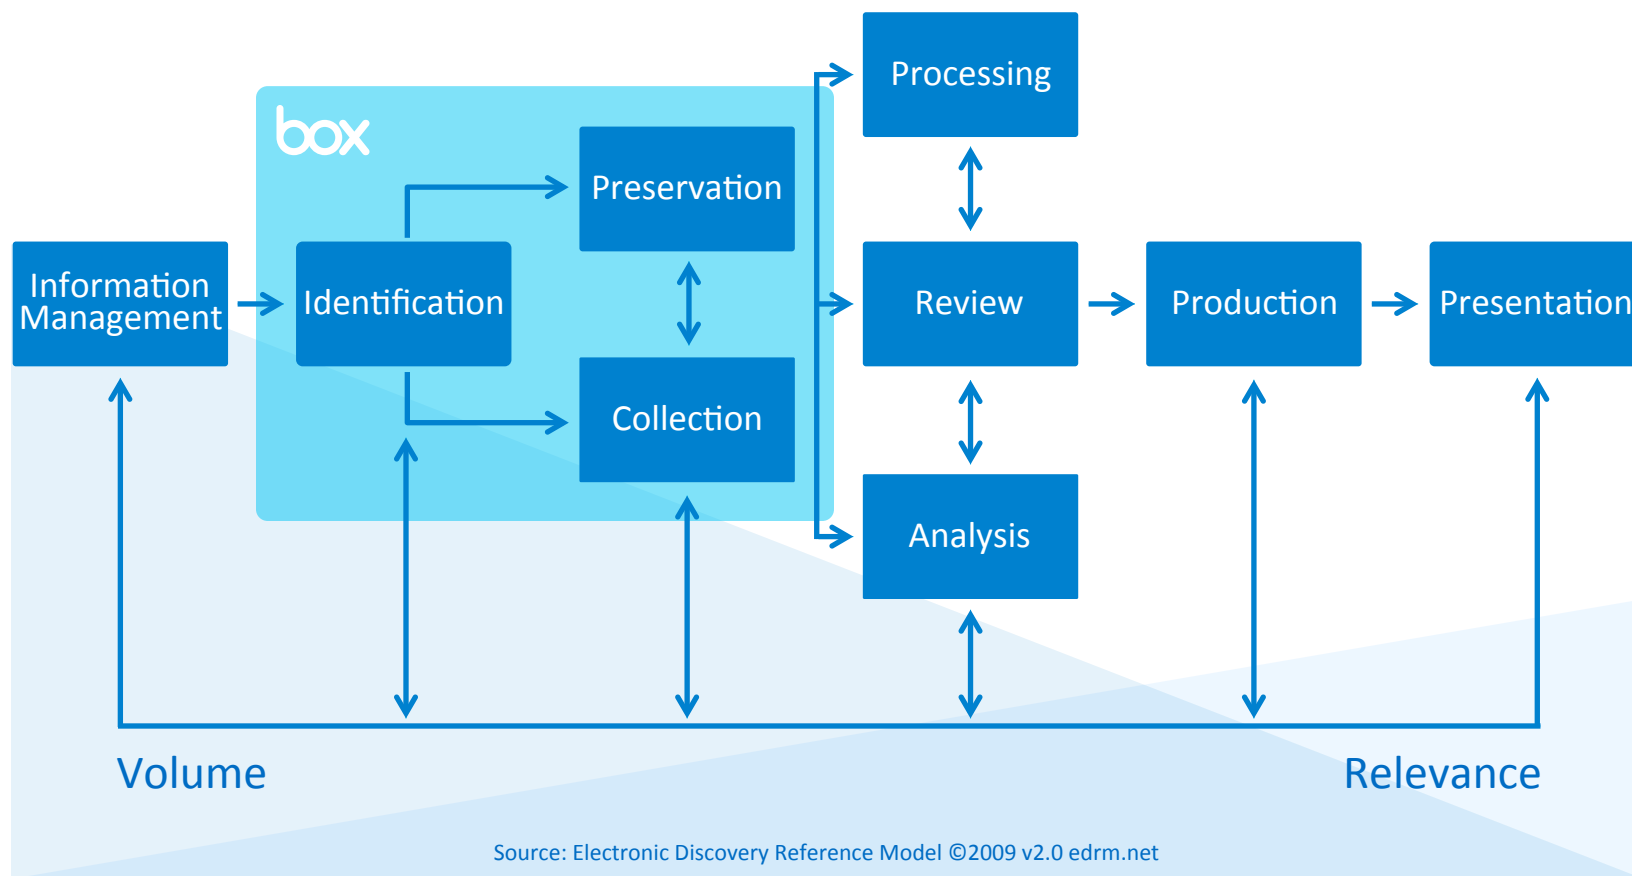 Processing
box
Preservation
Information
Management
Identification
Review
Production
Presentation
Collection
Analysis
Volume
Relevance
Source: Electronic Discovery Reference Model ©2009 v2.0 edrm.net